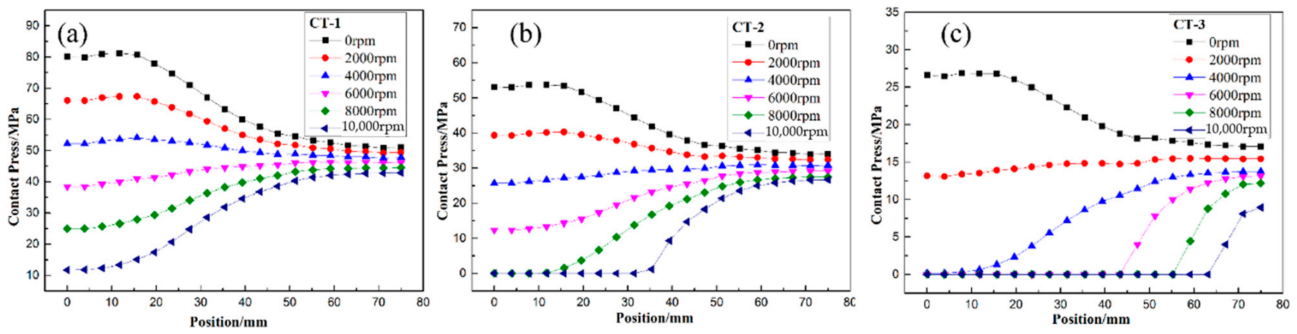 (a)
CT-1
0rpm
2000rpm
4000rpm
6000rpm
8000rpm
10,000rpm
Contact Press/MPa
90
80
70
60
50
40
30
20
10
0 10 20 30 40 50 60 70 80
Position/mm
(b)
CT-2
0rpm
2000rpm
4000rpm
6000rpm
8000rpm
10,000rpm
Contact Press/MPa
70
60
50
40
30
20
10
0
0 10 20 30 40 50 60 70 80
Position/mm
(c)
CT-3
0rpm
2000rpm
4000rpm
6000rpm
8000rpm
10,000rpm
Contact Press/MPa
35
30
25
20
15
10
5
0
0 10 20 30 40 50 60 70 80
Position/mm